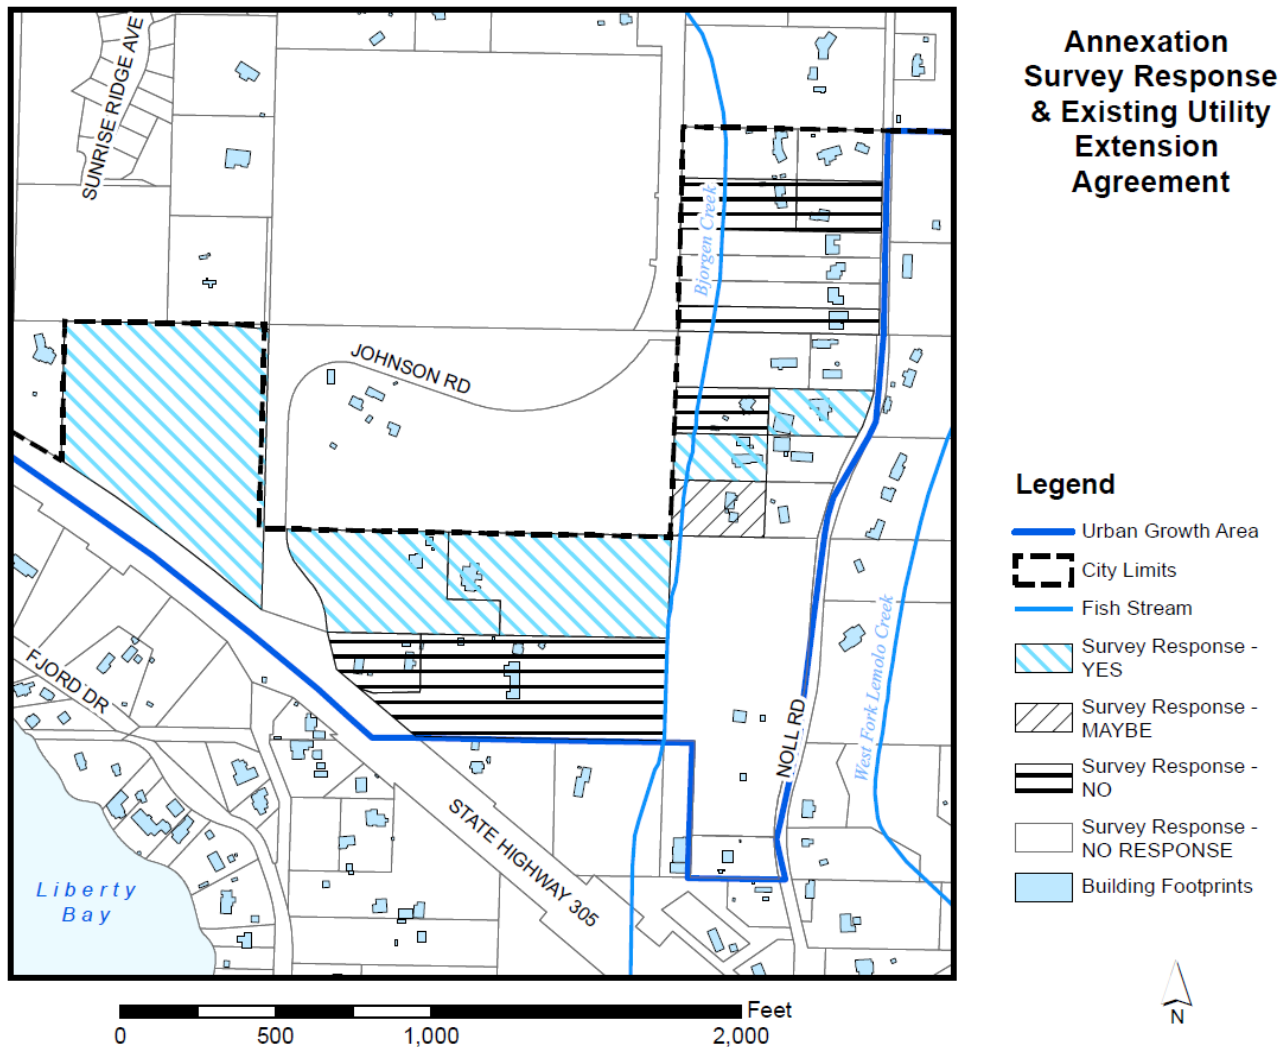 Annexation
Survey Response
& Existing Utility
Extension
Agreement
SUNRISE RIDGE AVE
Bjorgen Creek
JOHNSON RD
FJORD DR
NOLL RD
West Fork Lemolo Creek
STATE HIGHWAY 305
Liberty
Bay
Legend
Urban Growth Area
City Limits
Fish Stream
Survey Response -
YES
Survey Response -
MAYBE
Survey Response -
NO
Survey Response -
NO RESPONSE
Building Footprints
Feet
0 500 1,000 2,000
N